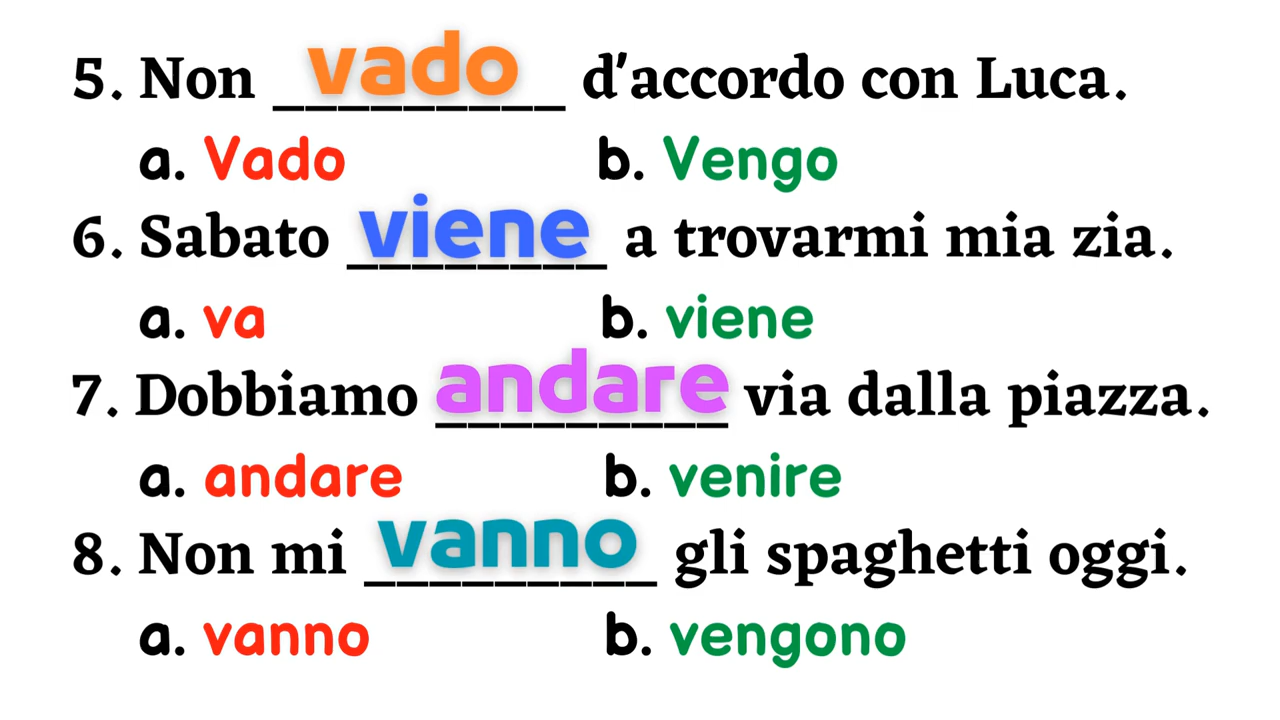 5. Non vado d'accordo con Luca.
a. Vado b. Vengo
6. Sabato viene a trovarmi mia zia.
a. va b. viene
7. Dobbiamo andare via dalla piazza.
a. andare b. venire
8. Non mi vanno gli spaghetti oggi.
a. vanno b. vengono